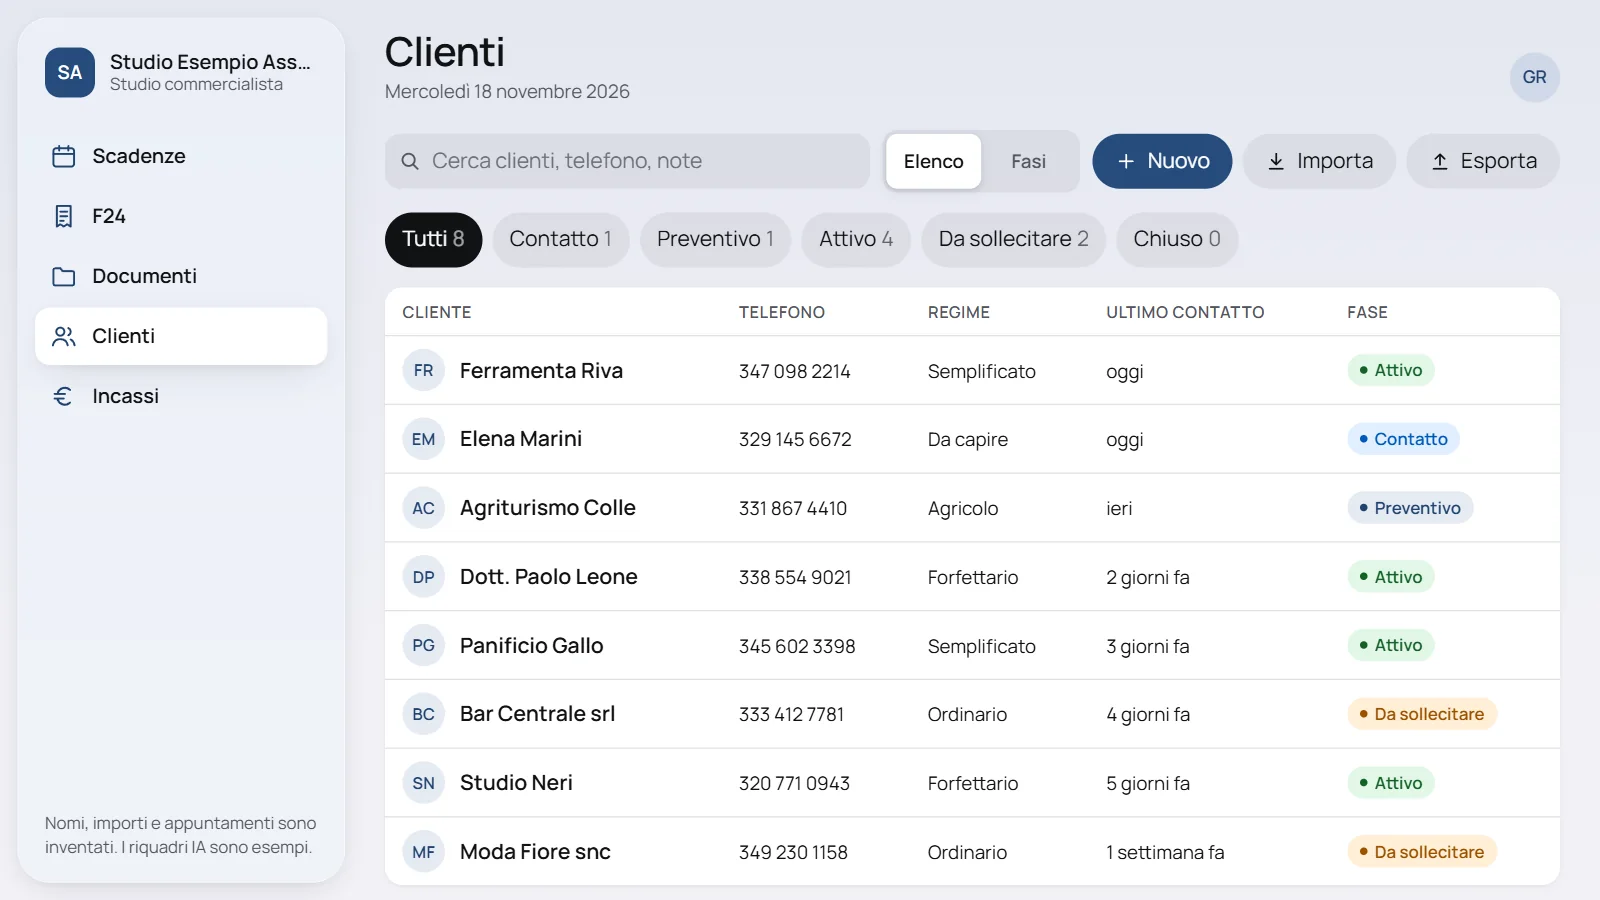 SA
Studio Esempio Ass…
Studio commercialista
Scadenze
F24
Documenti
Clienti
Incassi
Nomi, importi e appuntamenti sono
inventati. I riquadri IA sono esempi.
Clienti
Mercoledì 18 novembre 2026
GR
Cerca clienti, telefono, note
Elenco Fasi
Nuovo
Importa
Esporta
Tutti 8 Contatto 1 Preventivo 1 Attivo 4 Da sollecitare 2 Chiuso 0
CLIENTE TELEFONO REGIME ULTIMO CONTATTO FASE
FR Ferramenta Riva 347 098 2214 Semplificato oggi Attivo
EM Elena Marini 329 145 6672 Da capire oggi Contatto
AC Agriturismo Colle 331 867 4410 Agricolo ieri Preventivo
DP Dott. Paolo Leone 338 554 9021 Forfettario 2 giorni fa Attivo
PG Panificio Gallo 345 602 3398 Semplificato 3 giorni fa Attivo
BC Bar Centrale srl 333 412 7781 Ordinario 4 giorni fa Da sollecitare
SN Studio Neri 320 771 0943 Forfettario 5 giorni fa Attivo
MF Moda Fiore snc 349 230 1158 Ordinario 1 settimana fa Da sollecitare